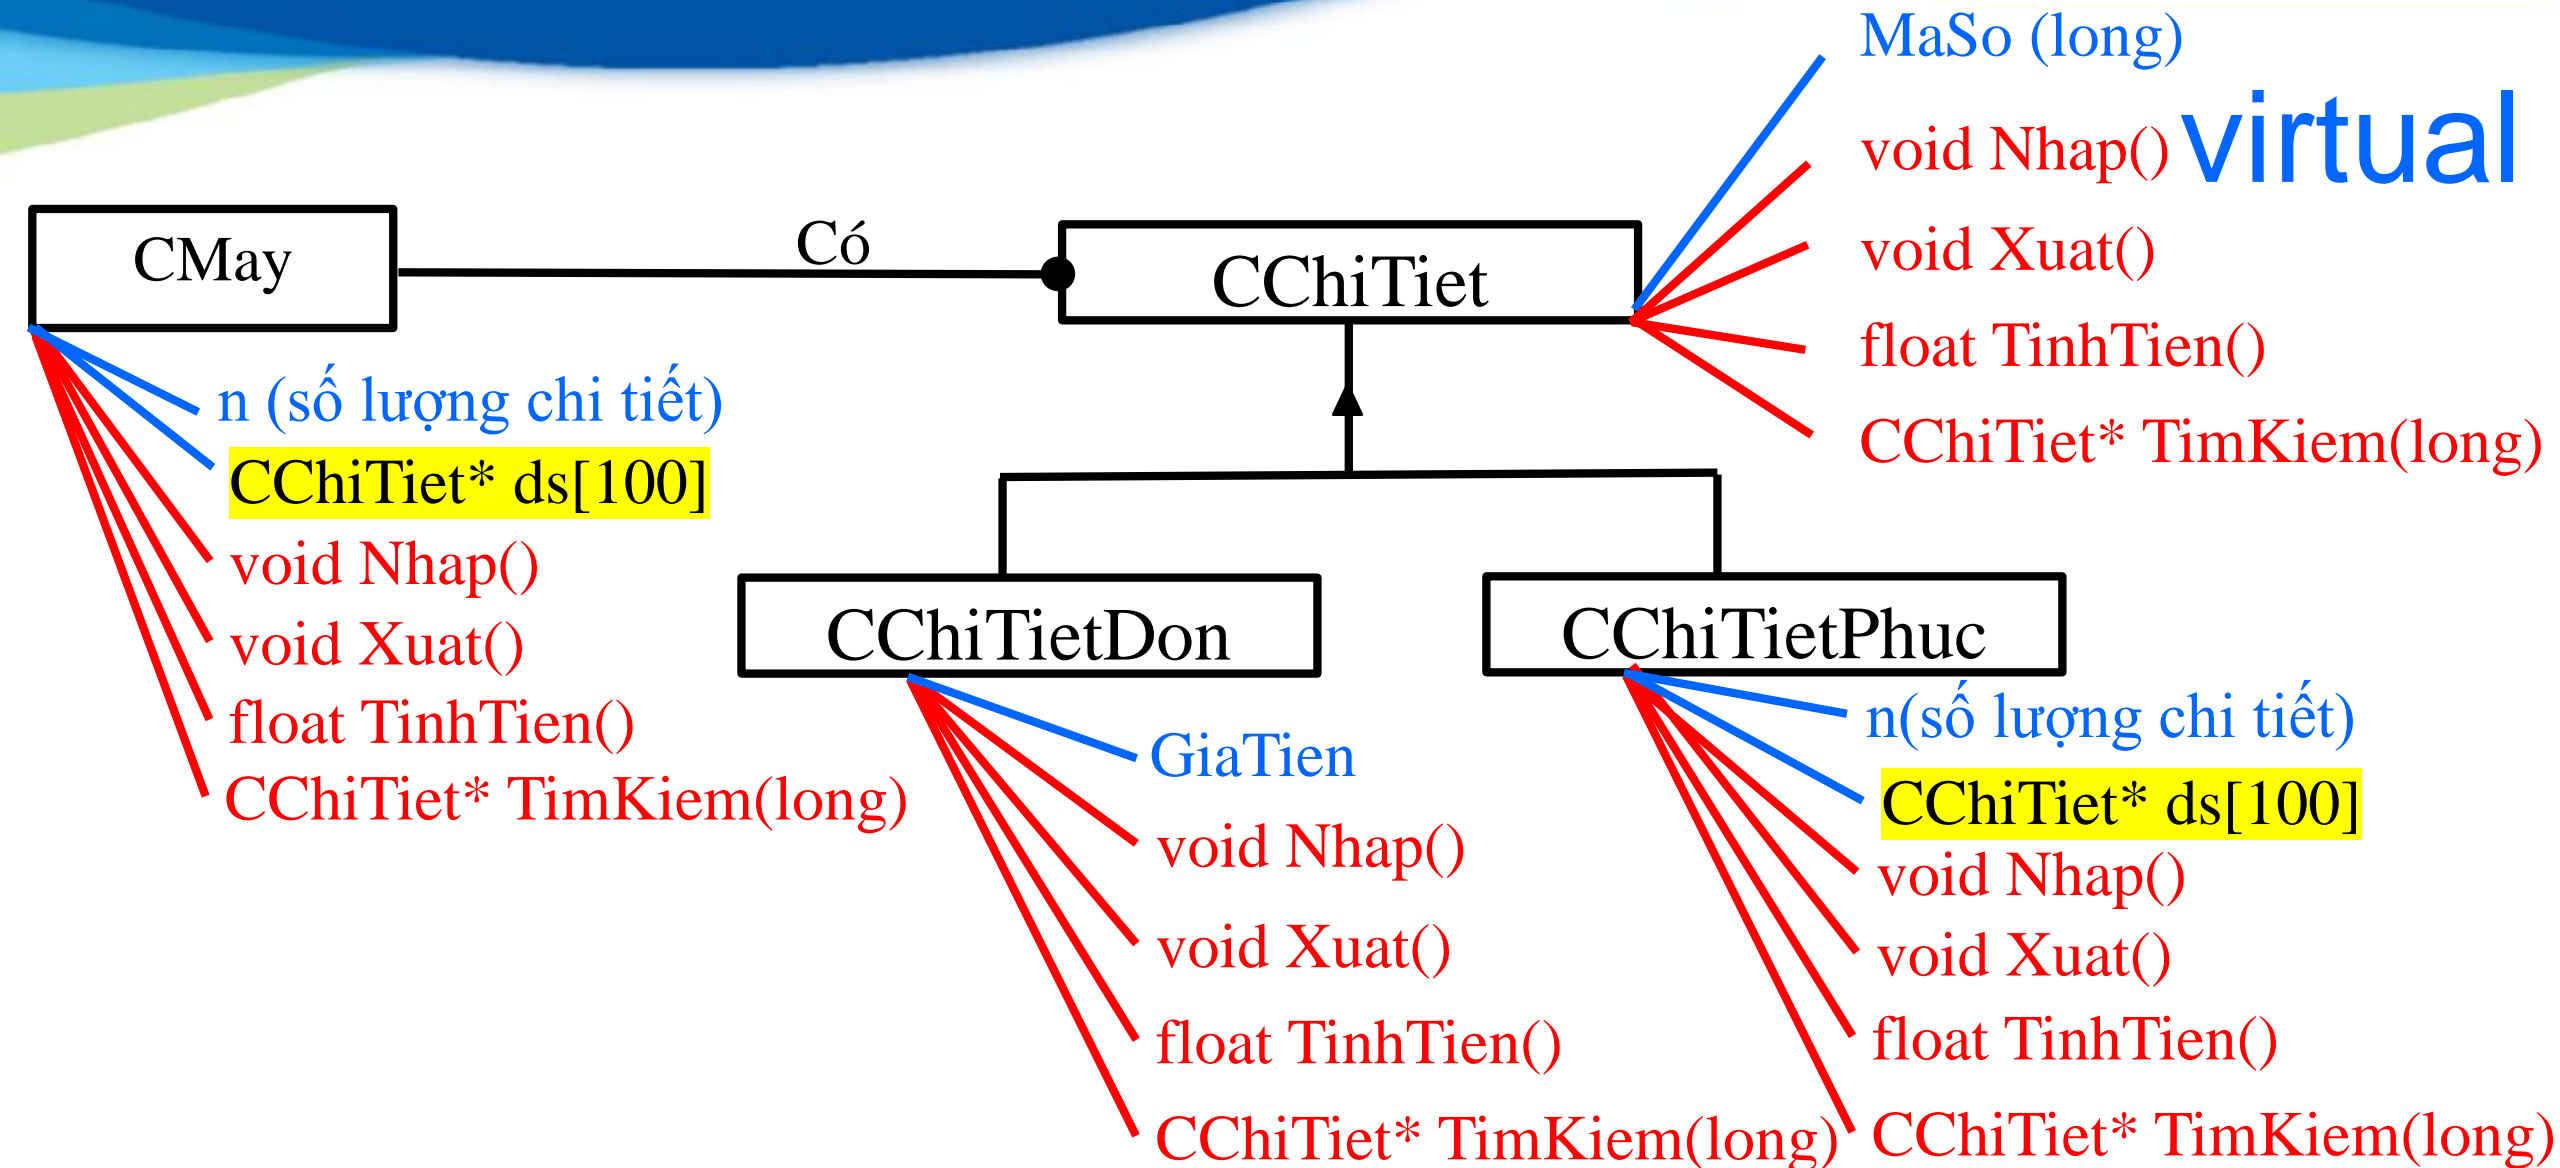 MaSo (long)
void Nhap() virtual
void Xuat()
float TinhTien()
CChiTiet* TimKiem(long)
CMay
Có
CChiTiet
n (số lượng chi tiết)
CChiTiet* ds[100]
void Nhap()
void Xuat()
float TinhTien()
CChiTiet* TimKiem(long)
CChiTietDon
GiaTien
void Nhap()
void Xuat()
float TinhTien()
CChiTiet* TimKiem(long)
CChiTietPhuc
n(số lượng chi tiết)
CChiTiet* ds[100]
void Nhap()
void Xuat()
float TinhTien()
CChiTiet* TimKiem(long)